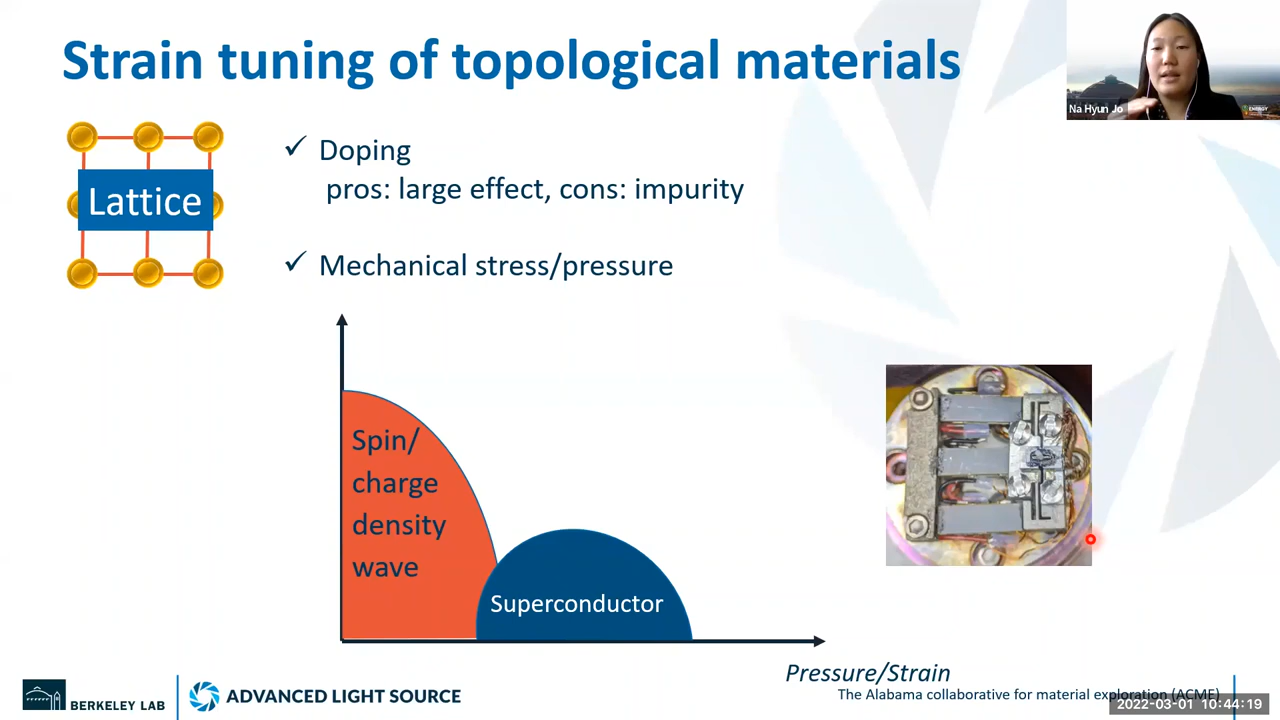 Strain tuning of topological materials
Na Hyun Jo
ENERGY
Lattice
✓ Doping
pros: large effect, cons: impurity
✓ Mechanical stress/pressure
Spin/
charge
density
wave
Superconductor
Pressure/Strain
The Alabama collaborative for material exploration (ACME)
BERKELEY LAB
ADVANCED LIGHT SOURCE
2022-03-01 10:44:19